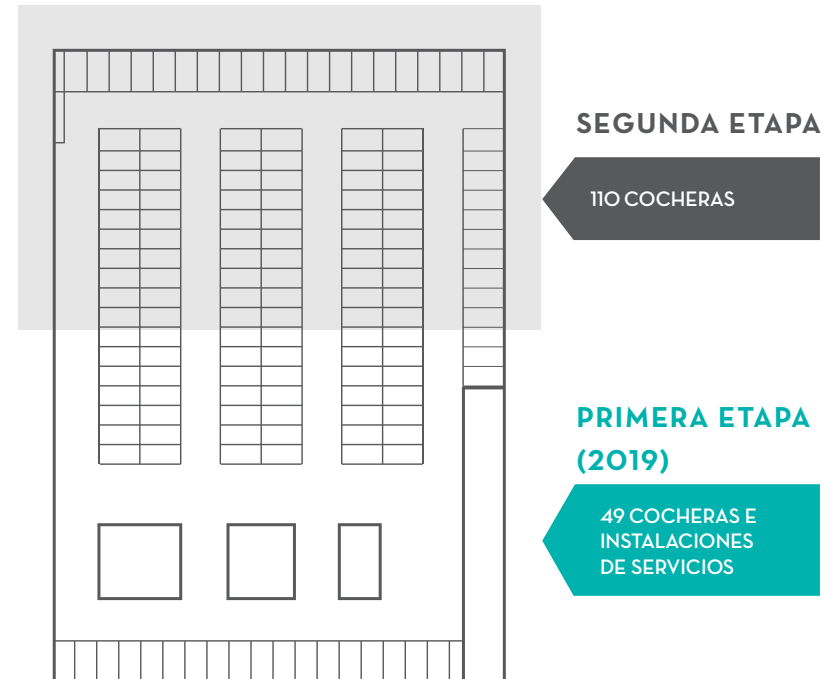 SEGUNDA ETAPA
110 COCHERAS
PRIMERA ETAPA
(2019)
49 COCHERAS E
INSTALACIONES
DE SERVICIOS